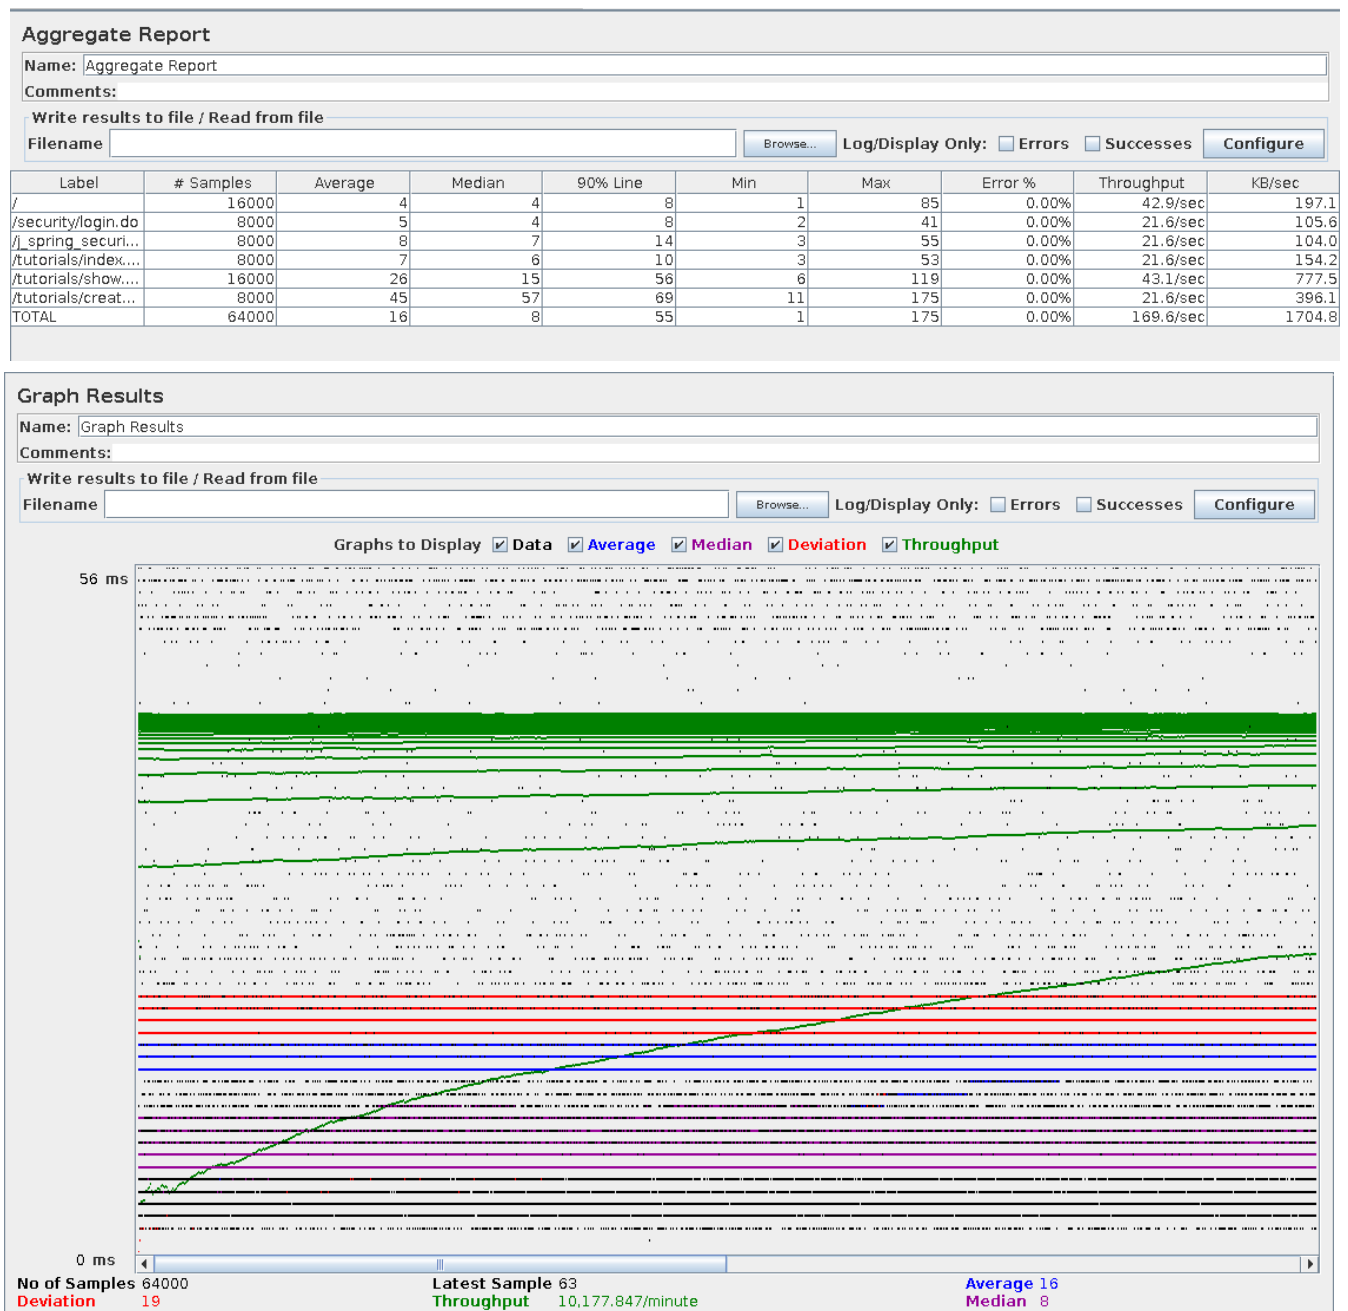 Aggregate Report
Name: Aggregate Report
Comments:
Write results to file / Read from file
Filename Browse... Log/Display Only: Errors Successes Configure
Label # Samples Average Median 90% Line Min Max Error % Throughput KB/sec
/ 16000 4 4 8 1 85 0.00% 42.9/sec 197.1
/security/login.do 8000 5 4 8 2 41 0.00% 21.6/sec 105.6
/j_spring_securi... 8000 8 7 14 3 55 0.00% 21.6/sec 104.0
/tutorials/index.... 8000 7 6 10 3 53 0.00% 21.6/sec 154.2
/tutorials/show.... 16000 26 15 56 6 119 0.00% 43.1/sec 777.5
/tutorials/creat... 8000 45 57 69 11 175 0.00% 21.6/sec 396.1
TOTAL 64000 16 8 55 1 175 0.00% 169.6/sec 1704.8
Graph Results
Name: Graph Results
Comments:
Write results to file / Read from file
Filename Browse... Log/Display Only: Errors Successes Configure
Graphs to Display Data Average Median Deviation Throughput
56 ms
0 ms
No of Samples 64000 Latest Sample 63 Average 16
Deviation 19 Throughput 10,177.847/minute Median 8